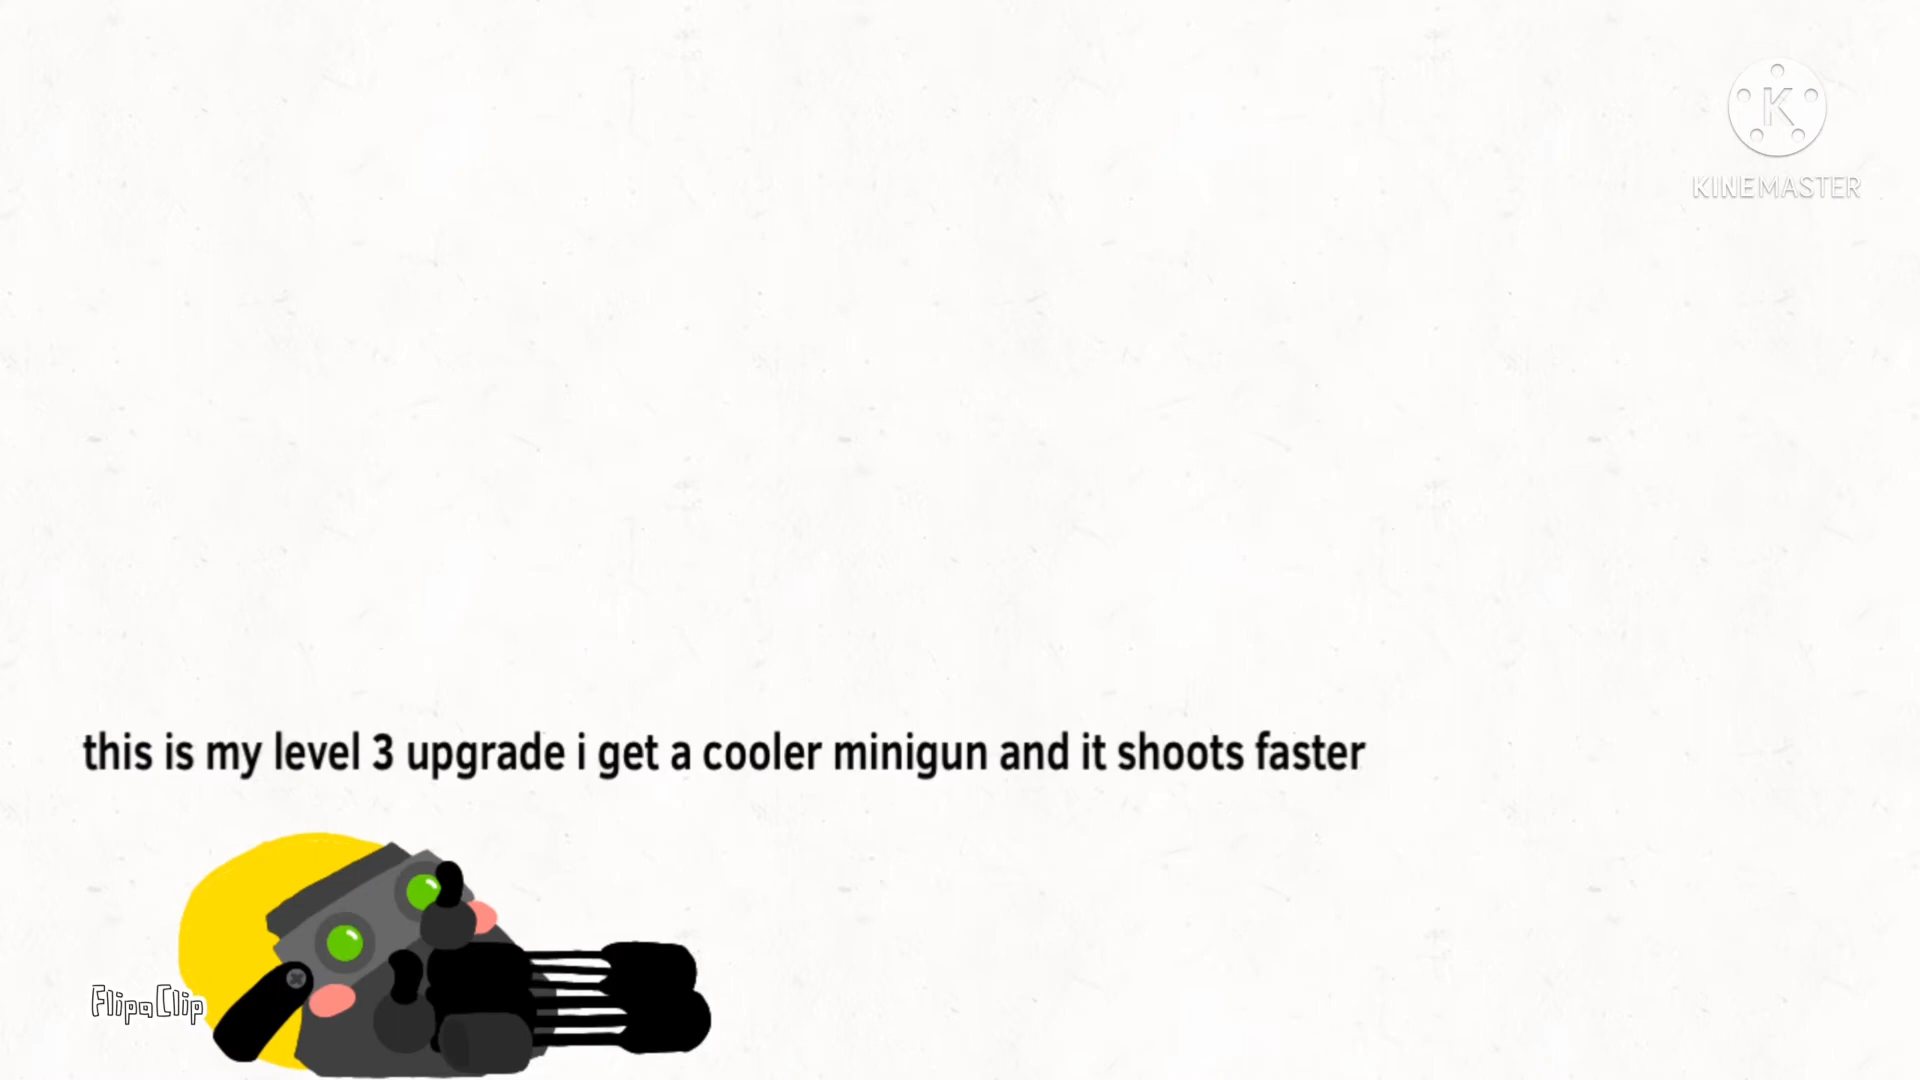 K
KINEMASTER
this is my level 3 upgrade i get a cooler minigun and it shoots faster
FlipaClip